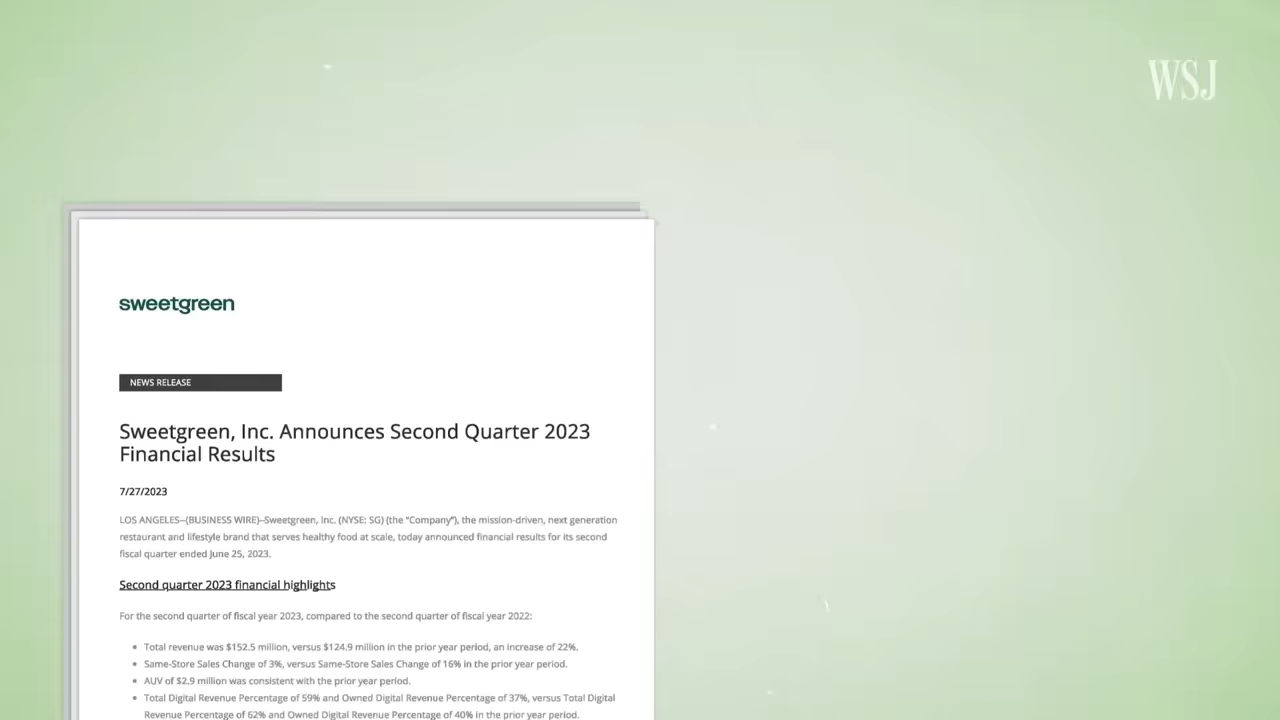 WSJ
sweetgreen
NEWS RELEASE
Sweetgreen, Inc. Announces Second Quarter 2023
Financial Results
7/27/2023
LOS ANGELES--(BUSINESS WIRE)--Sweetgreen, Inc. (NYSE: SG) (the “Company”), the mission-driven, next generation
restaurant and lifestyle brand that serves healthy food at scale, today announced financial results for its second
fiscal quarter ended June 25, 2023.
Second quarter 2023 financial highlights
For the second quarter of fiscal year 2023, compared to the second quarter of fiscal year 2022:
• Total revenue was $152.5 million, versus $124.9 million in the prior year period, an increase of 22%.
• Same-Store Sales Change of 3%, versus Same-Store Sales Change of 16% in the prior year period.
• AUV of $2.9 million was consistent with the prior year period.
• Total Digital Revenue Percentage of 59% and Owned Digital Revenue Percentage of 37%, versus Total Digital
Revenue Percentage of 62% and Owned Digital Revenue Percentage of 40% in the prior year period.